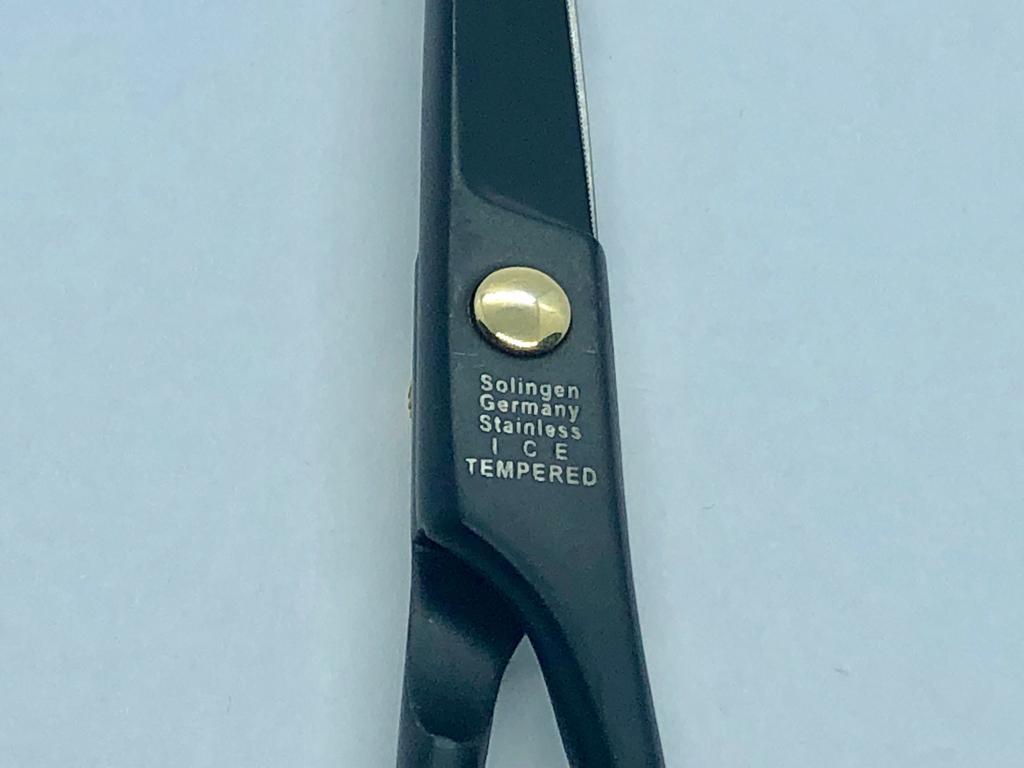 Solingen
Germany
Stainless
I C E
TEMPERED